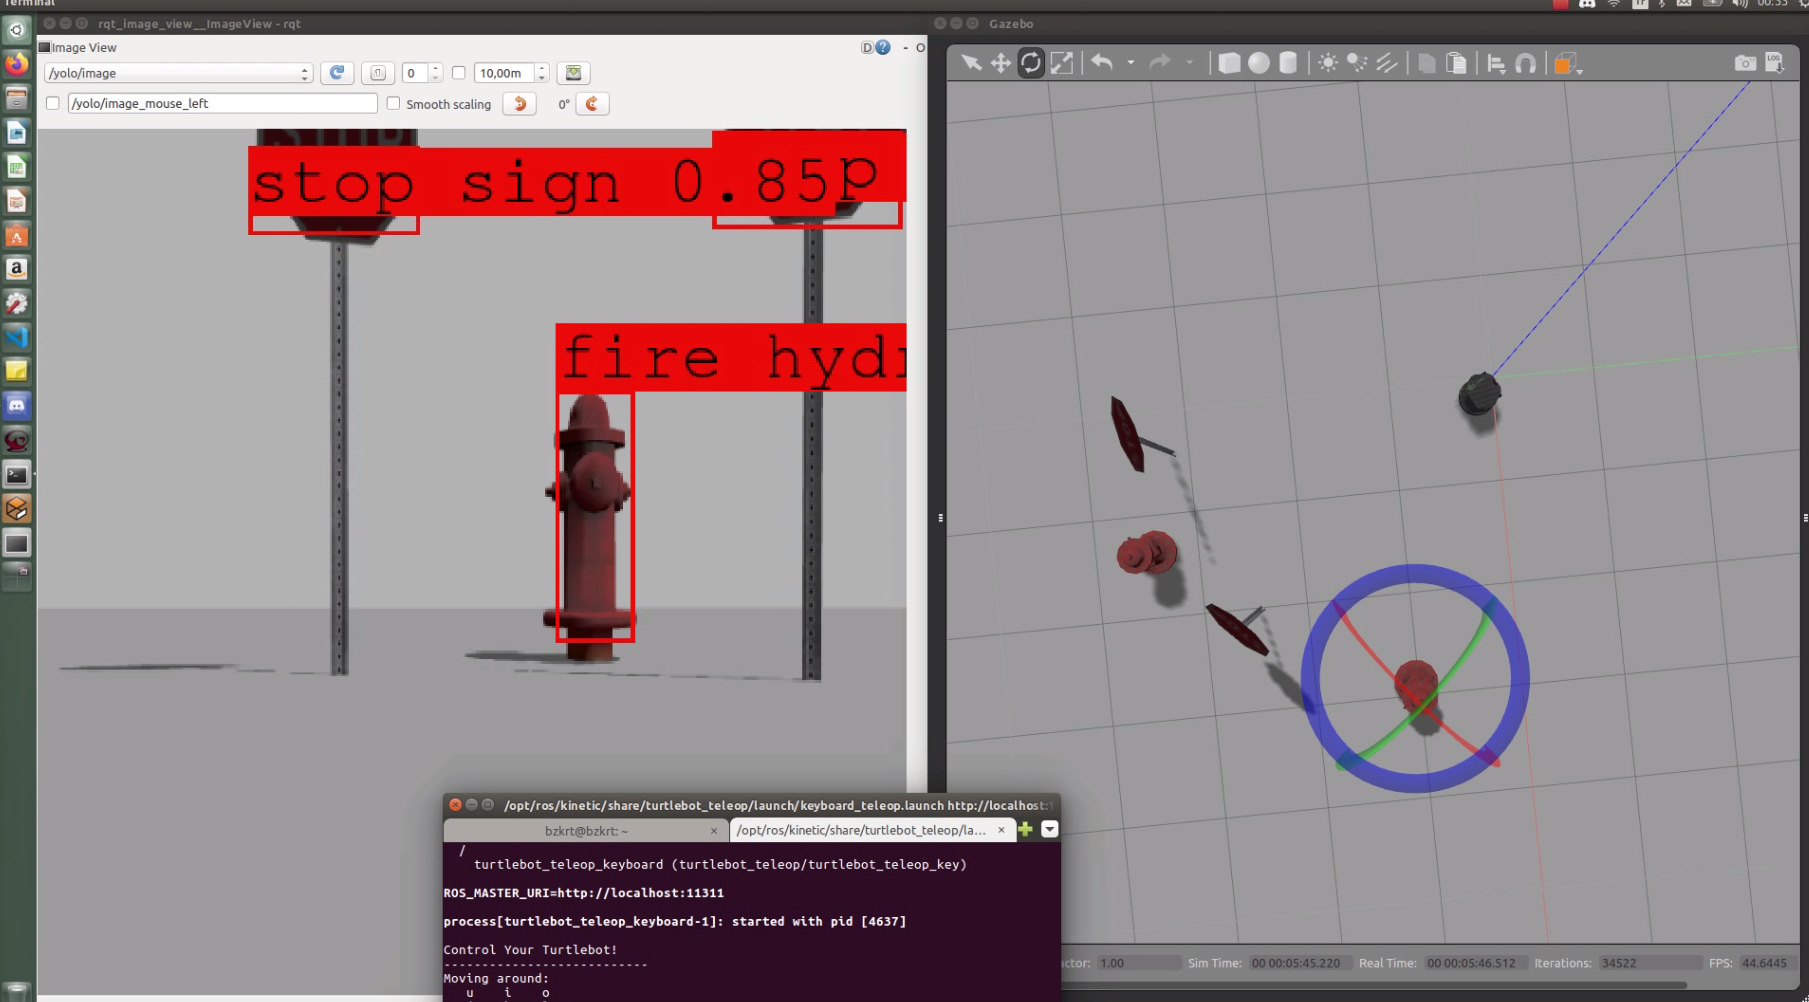 Terminal
00:33
rqt_image_view__ImageView - rqt
Gazebo
Image View
D
- O
/yolo/image
0
10,00m
/yolo/image_mouse_left
Smooth scaling
0°
LOG
stop sign 0.85p
fire hydr
/opt/ros/kinetic/share/turtlebot_teleop/launch/keyboard_teleop.launch http://localhost:1
bzkrt@bzkrt: ~
/opt/ros/kinetic/share/turtlebot_teleop/la...
/
turtlebot_teleop_keyboard (turtlebot_teleop/turtlebot_teleop_key)
ROS_MASTER_URI=http://localhost:11311
process[turtlebot_teleop_keyboard-1]: started with pid [4637]
Control Your Turtlebot!
---------------------------
Moving around:
u i o
ctor: 1.00 Sim Time: 00 00:05:45.220 Real Time: 00 00:05:46.512 Iterations: 34522 FPS: 44.6445